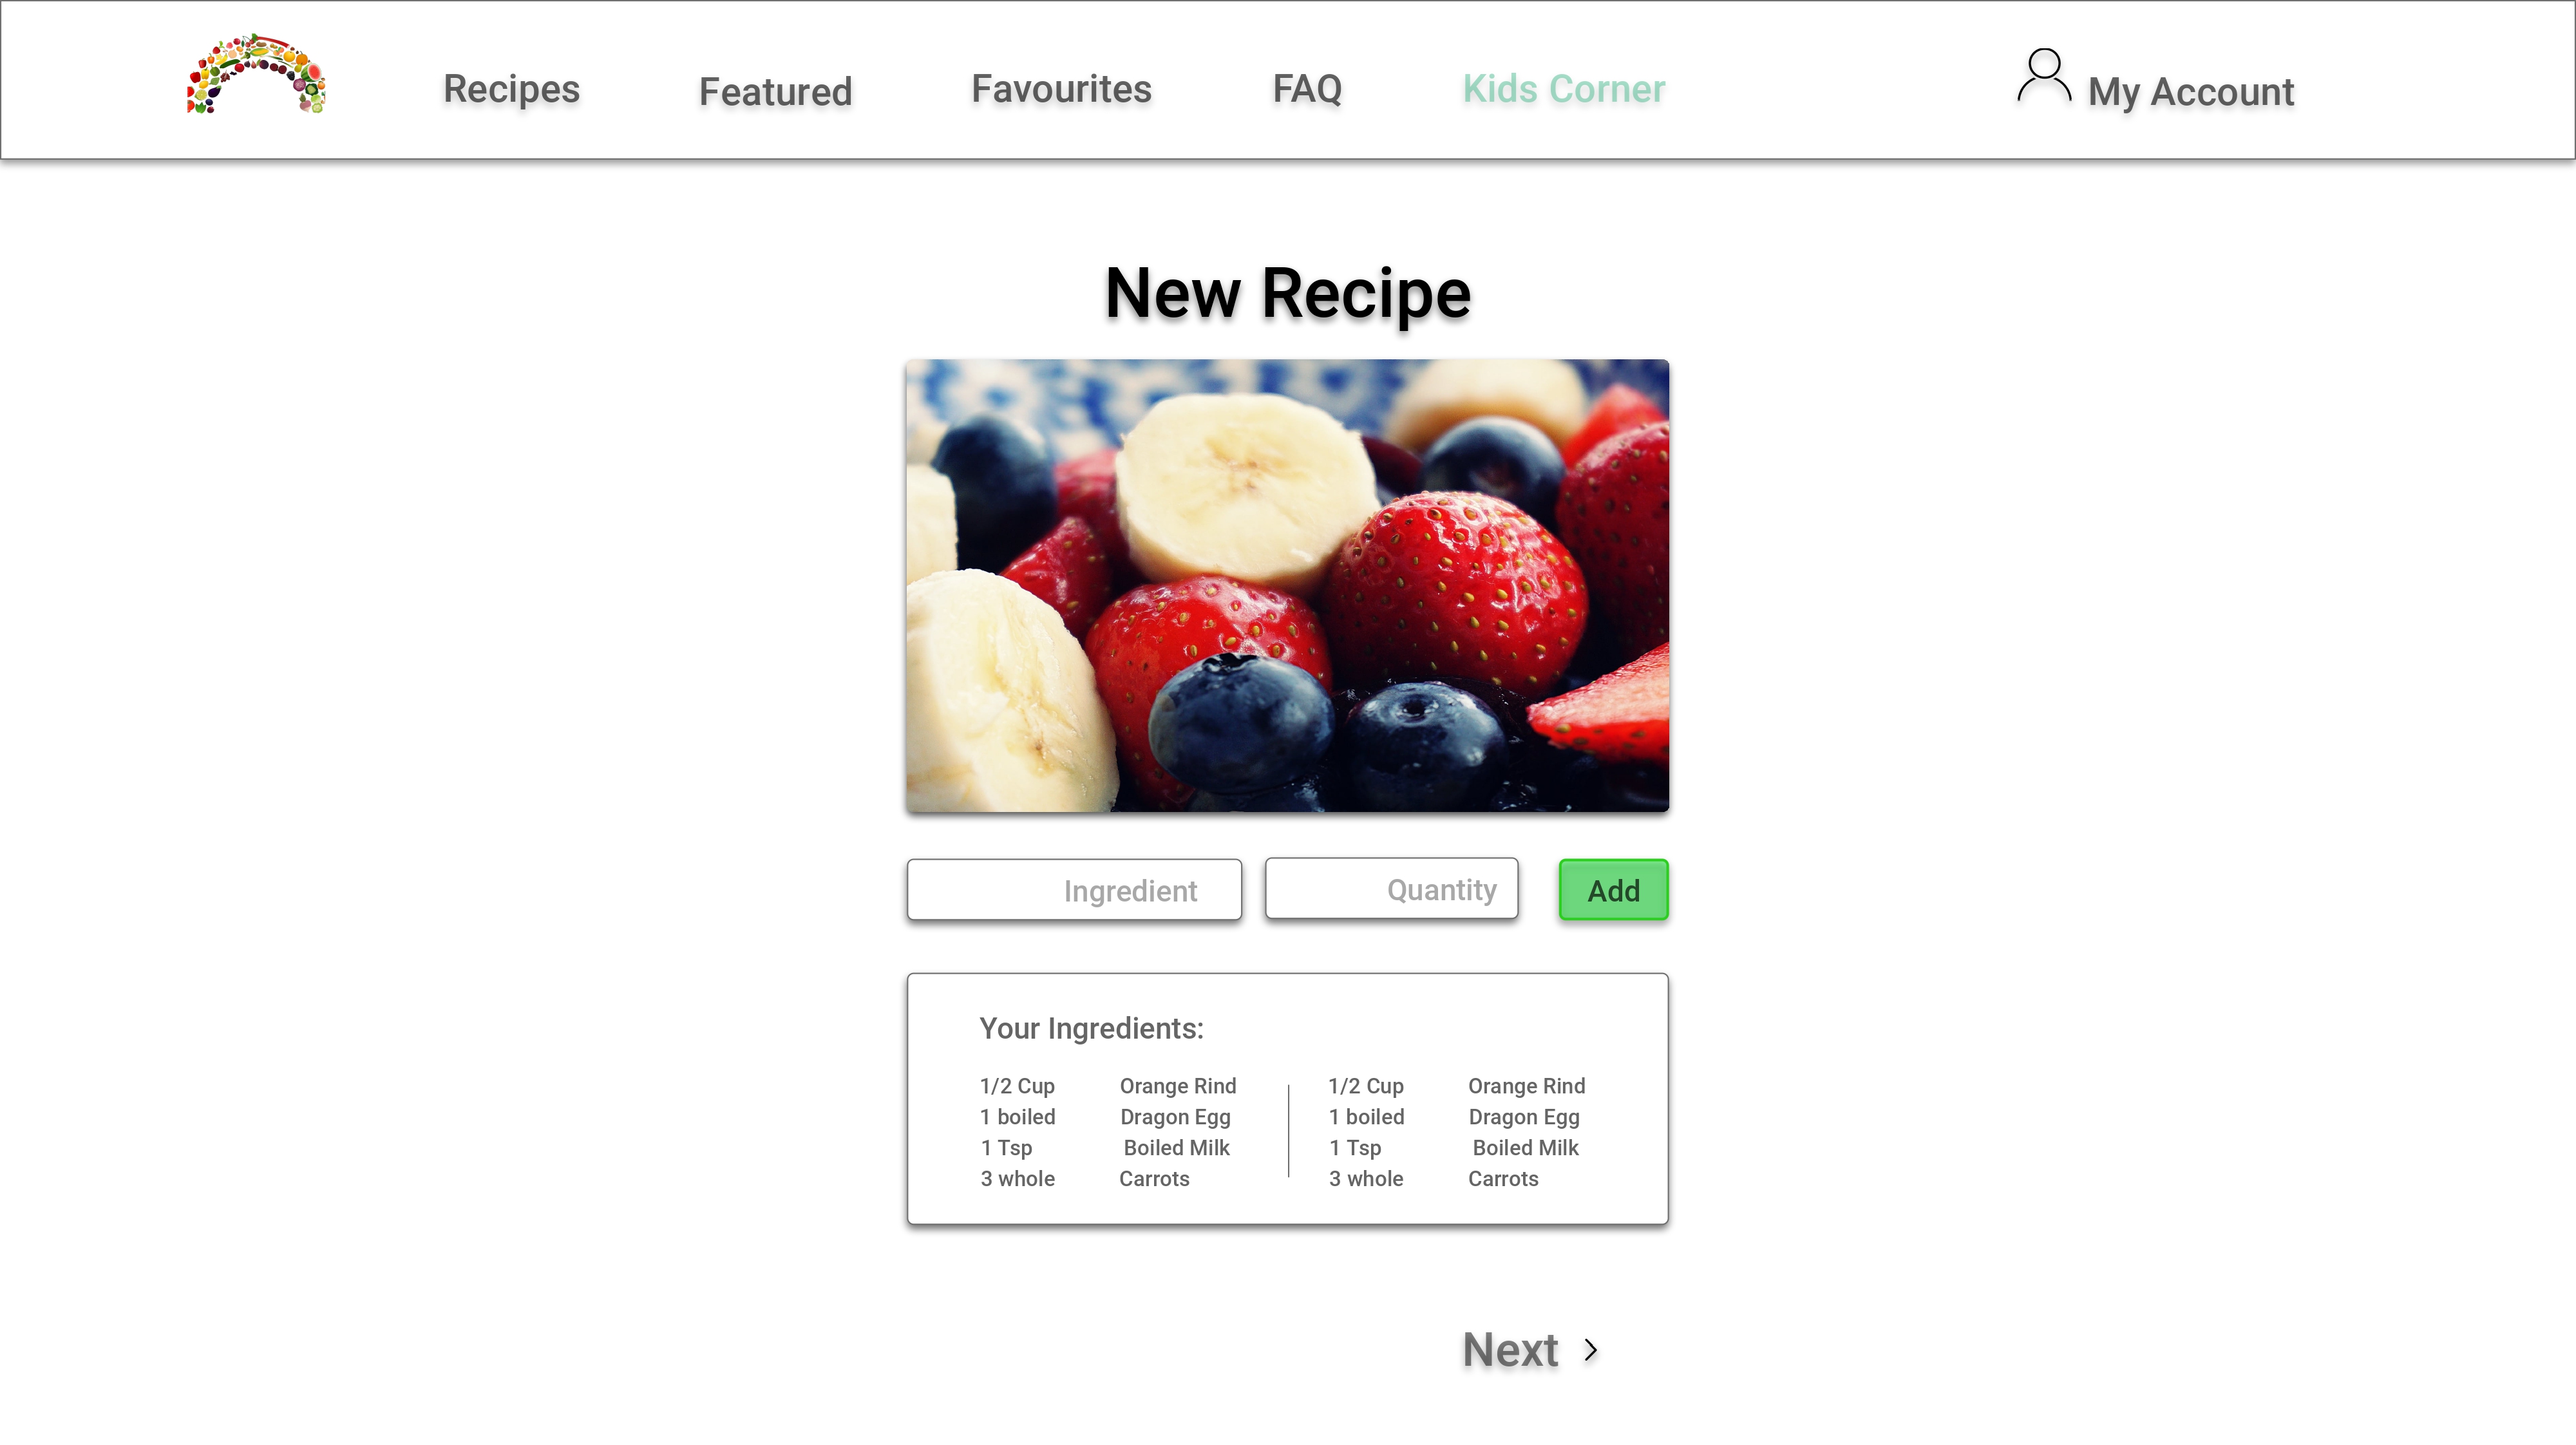 Recipes Featured Favourites FAQ Kids Corner My Account
New Recipe
Ingredient Quantity Add
Your Ingredients:
1/2 Cup Orange Rind 1/2 Cup Orange Rind
1 boiled Dragon Egg 1 boiled Dragon Egg
1 Tsp Boiled Milk 1 Tsp Boiled Milk
3 whole Carrots 3 whole Carrots
Next